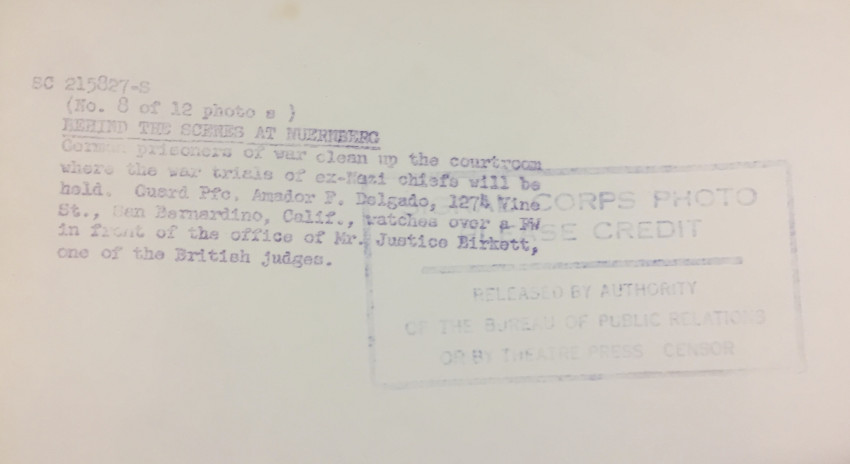 SC 215827-S
(No. 8 of 12 photo s )
BEHIND THE SCENES AT NUERNBERG
German prisoners of war clean up the courtroom
where the war trials of ex-Nazi chiefs will be
held. Guard Pfc. Amador P. Delgado, Vine
St., San Bernardino, Calif., watches over a PW
in front of the office of Mr. Justice Birkett,
one of the British judges.
CORPS PHOTO
CREDIT
RELEASED BY AUTHORITY
OF THE BUREAU OF PUBLIC RELATIONS
OR BY THEATRE PRESS CENSOR